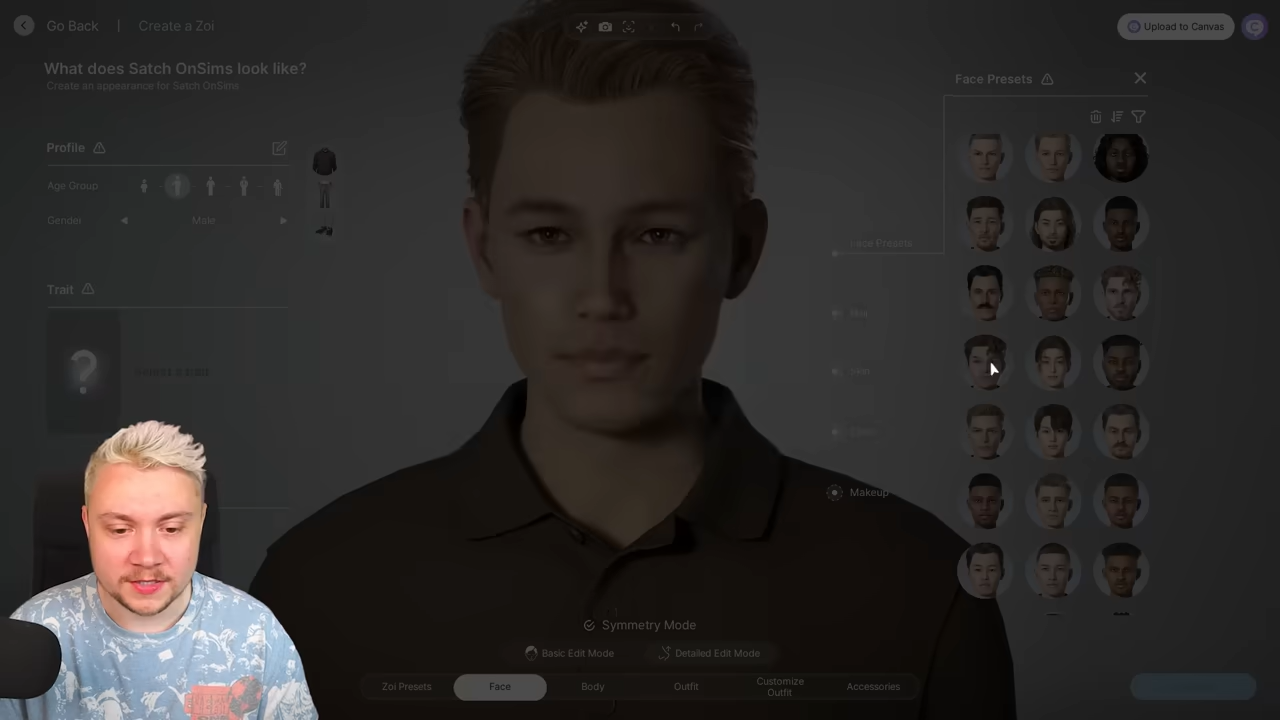 Go Back | Create a Zoi
Upload to Canvas
What does Satch OnSims look like?
Create an appearance for Satch OnSims
Face Presets
Profile
Age Group
Gender
Male
Face Presets
Trait
?
Hair
Skin
Makeup
Symmetry Mode
Basic Edit Mode
Detailed Edit Mode
Zoi Presets
Face
Body
Outfit
Customize
Outfit
Accessories